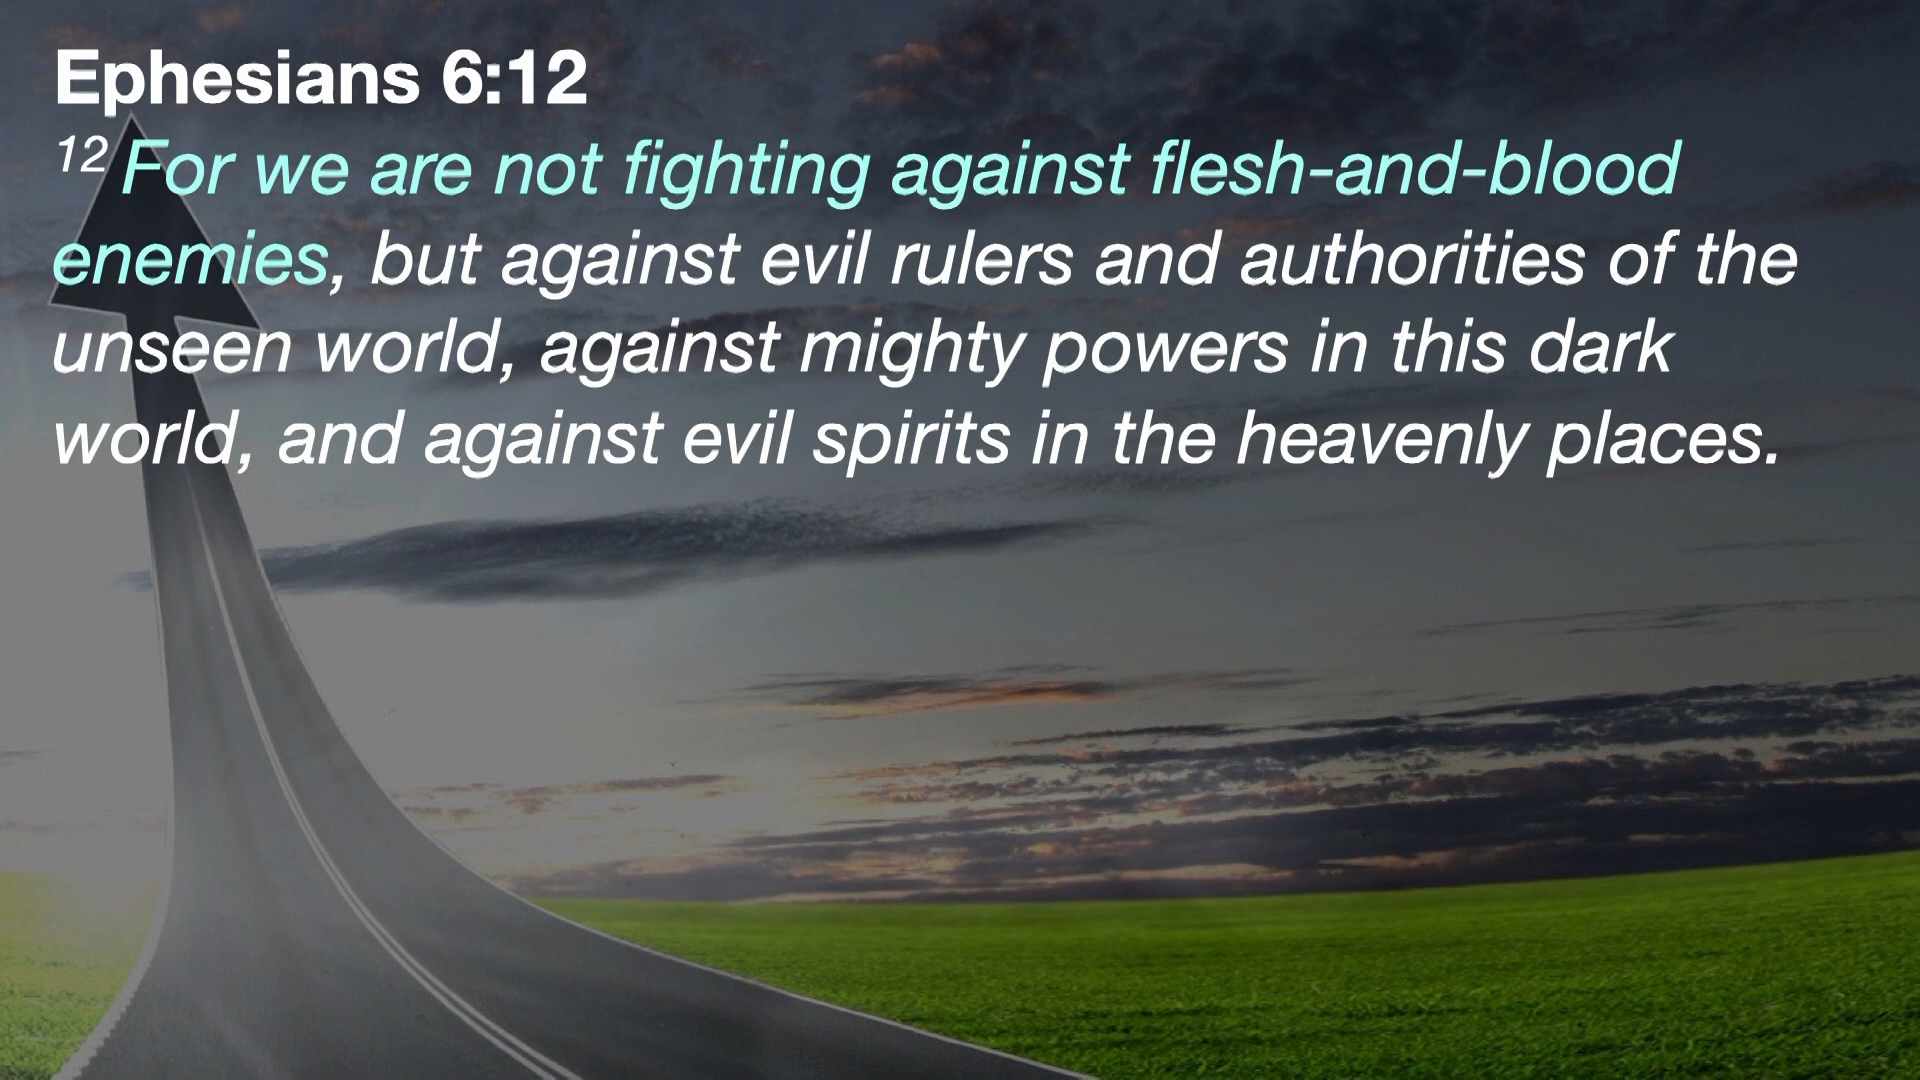 Ephesians 6:12
12 For we are not fighting against flesh-and-blood
enemies, but against evil rulers and authorities of the
unseen world, against mighty powers in this dark
world, and against evil spirits in the heavenly places.